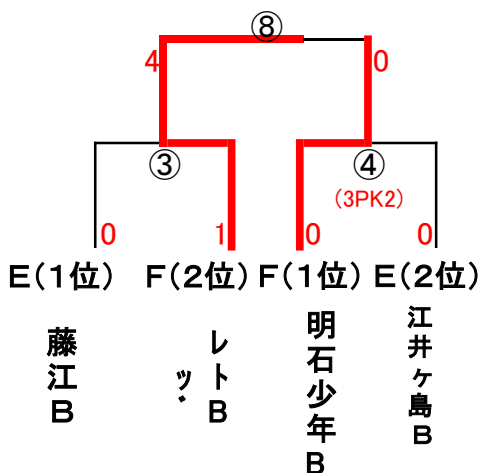 ⑧
4
0
③
④
(3PK2)
0
1
0
0
E(1位)
F(2位)
F(1位)
E(2位)
藤江B
レトB
ッ
明石少年B
江井ヶ島B